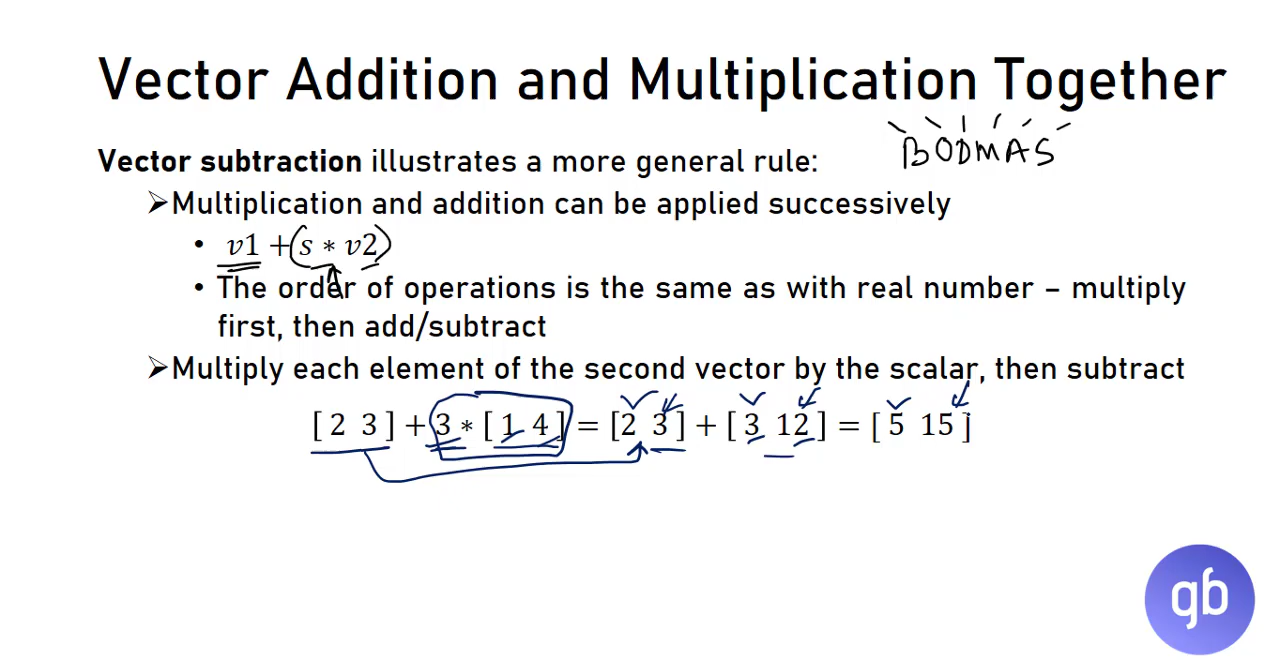 Vector Addition and Multiplication Together
BODMAS
Vector subtraction illustrates a more general rule:
➢Multiplication and addition can be applied successively
• v1 + (s ∗ v2)
• The order of operations is the same as with real number – multiply
first, then add/subtract
➢Multiply each element of the second vector by the scalar, then subtract
[ 2 3 ] + 3 ∗ [ 1 4 ] = [ 2 3 ] + [ 3 12 ] = [ 5 15 ]
gb